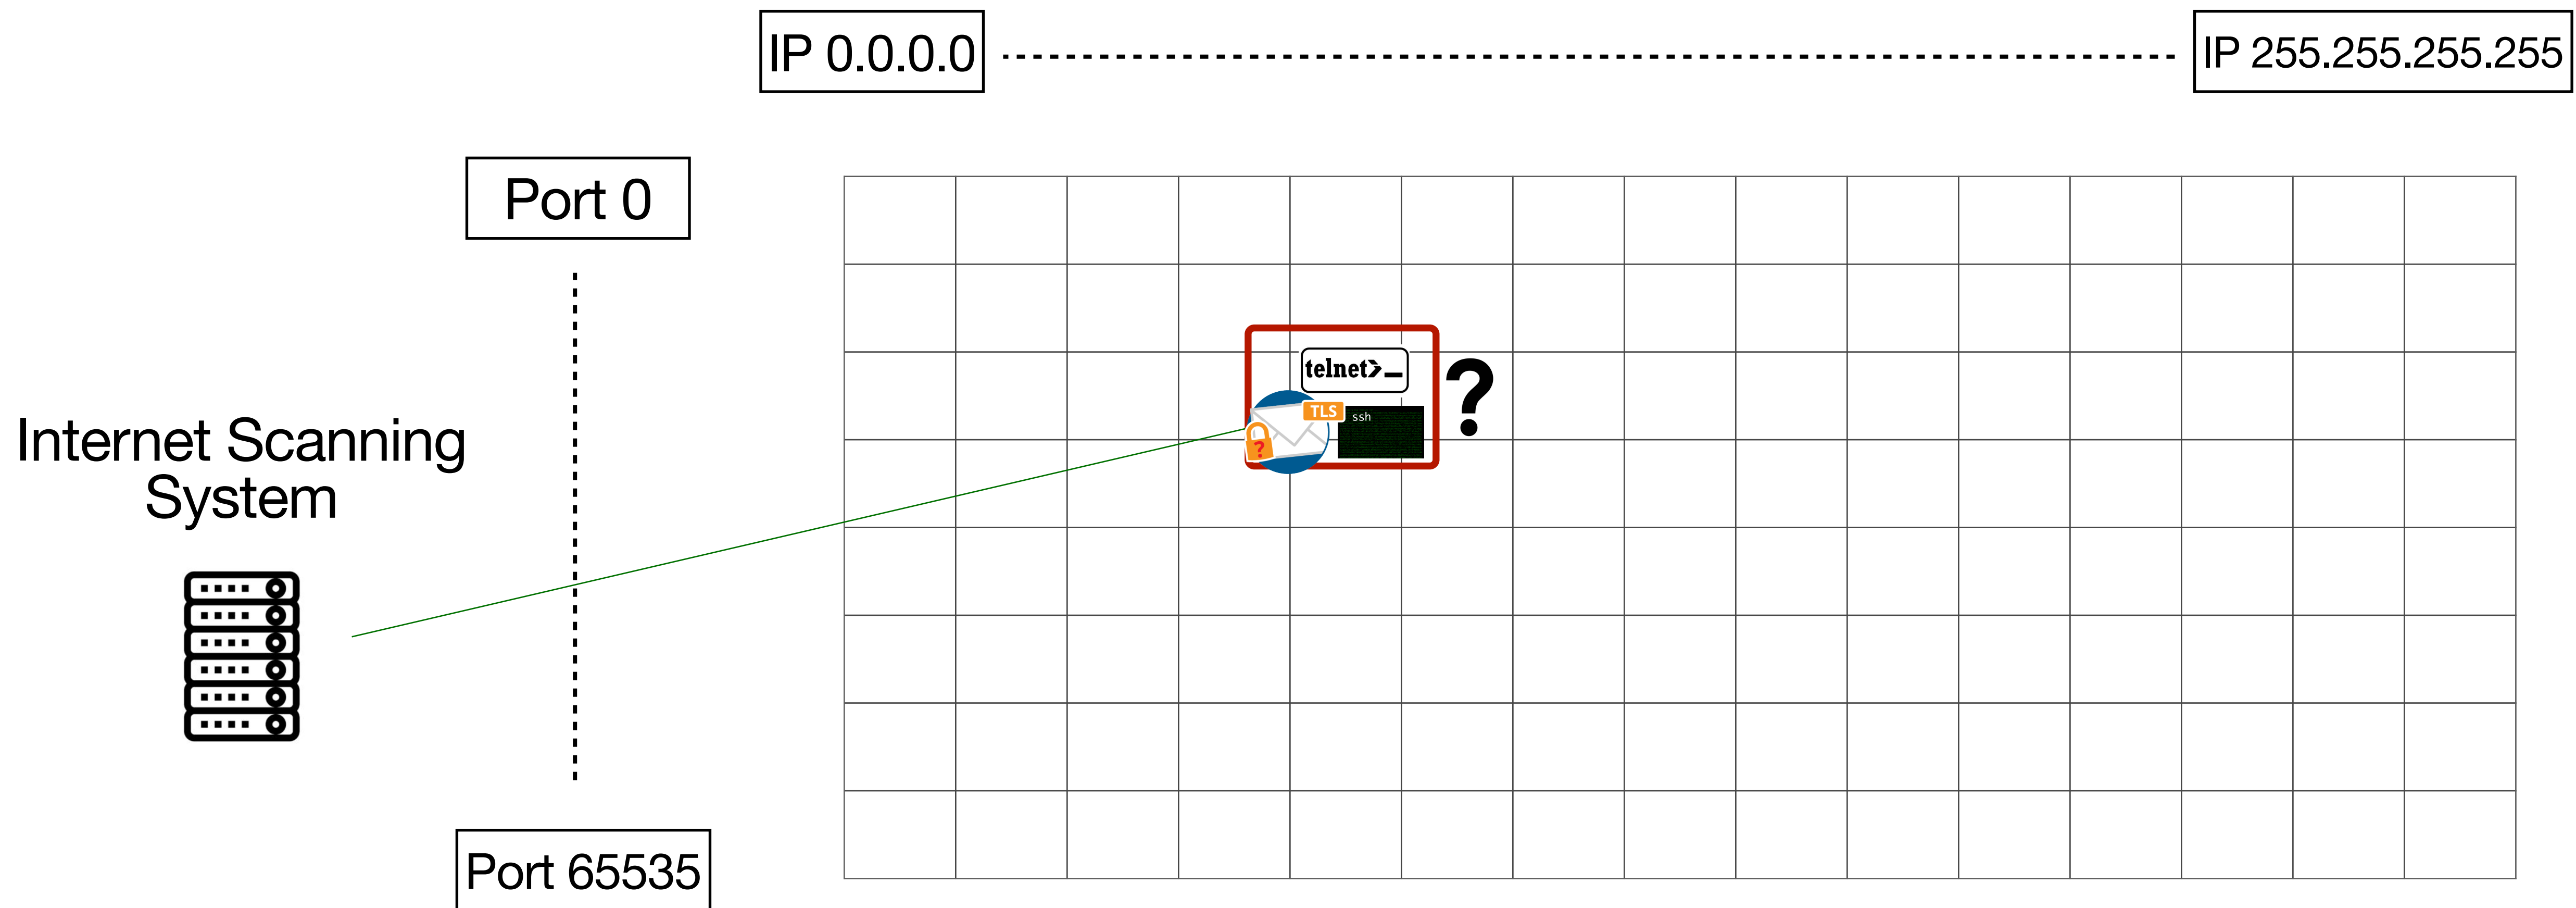 IP 0.0.0.0
IP 255.255.255.255
Port 0
telnet>_
?
TLS
ssh
?
Internet Scanning
System
Port 65535